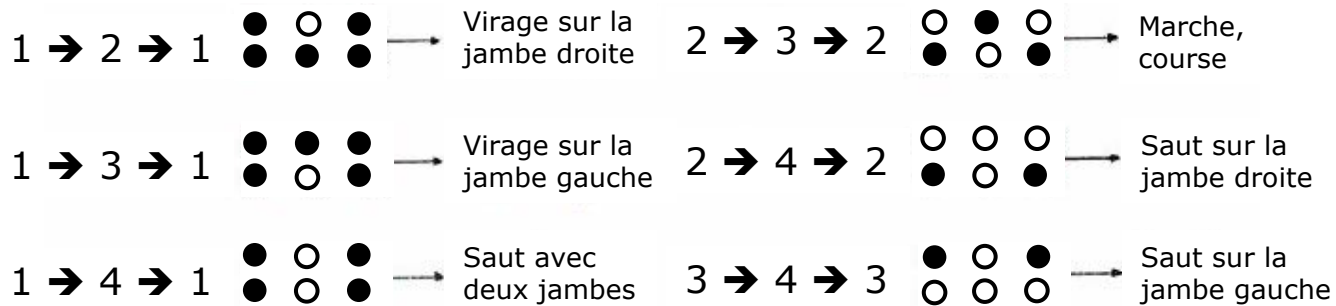 1 ➔ 2 ➔ 1 Virage sur la
jambe droite
1 ➔ 3 ➔ 1 Virage sur la
jambe gauche
1 ➔ 4 ➔ 1 Saut avec
deux jambes
2 ➔ 3 ➔ 2 Marche,
course
2 ➔ 4 ➔ 2 Saut sur la
jambe droite
3 ➔ 4 ➔ 3 Saut sur la
jambe gauche